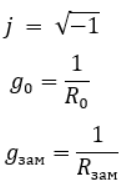 j = √−1
g₀ = 1/R₀
gзам = 1/Rзам